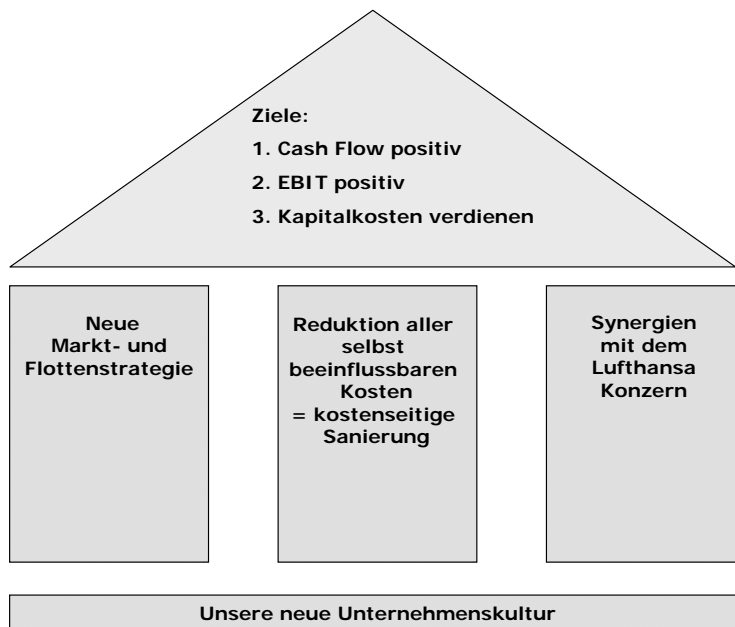 Ziele:
1. Cash Flow positiv
2. EBIT positiv
3. Kapitalkosten verdienen
Neue
Markt- und
Flottenstrategie
Reduktion aller
selbst
beeinflussbaren
Kosten
= kostenseitige
Sanierung
Synergien
mit dem
Lufthansa
Konzern
Unsere neue Unternehmenskultur